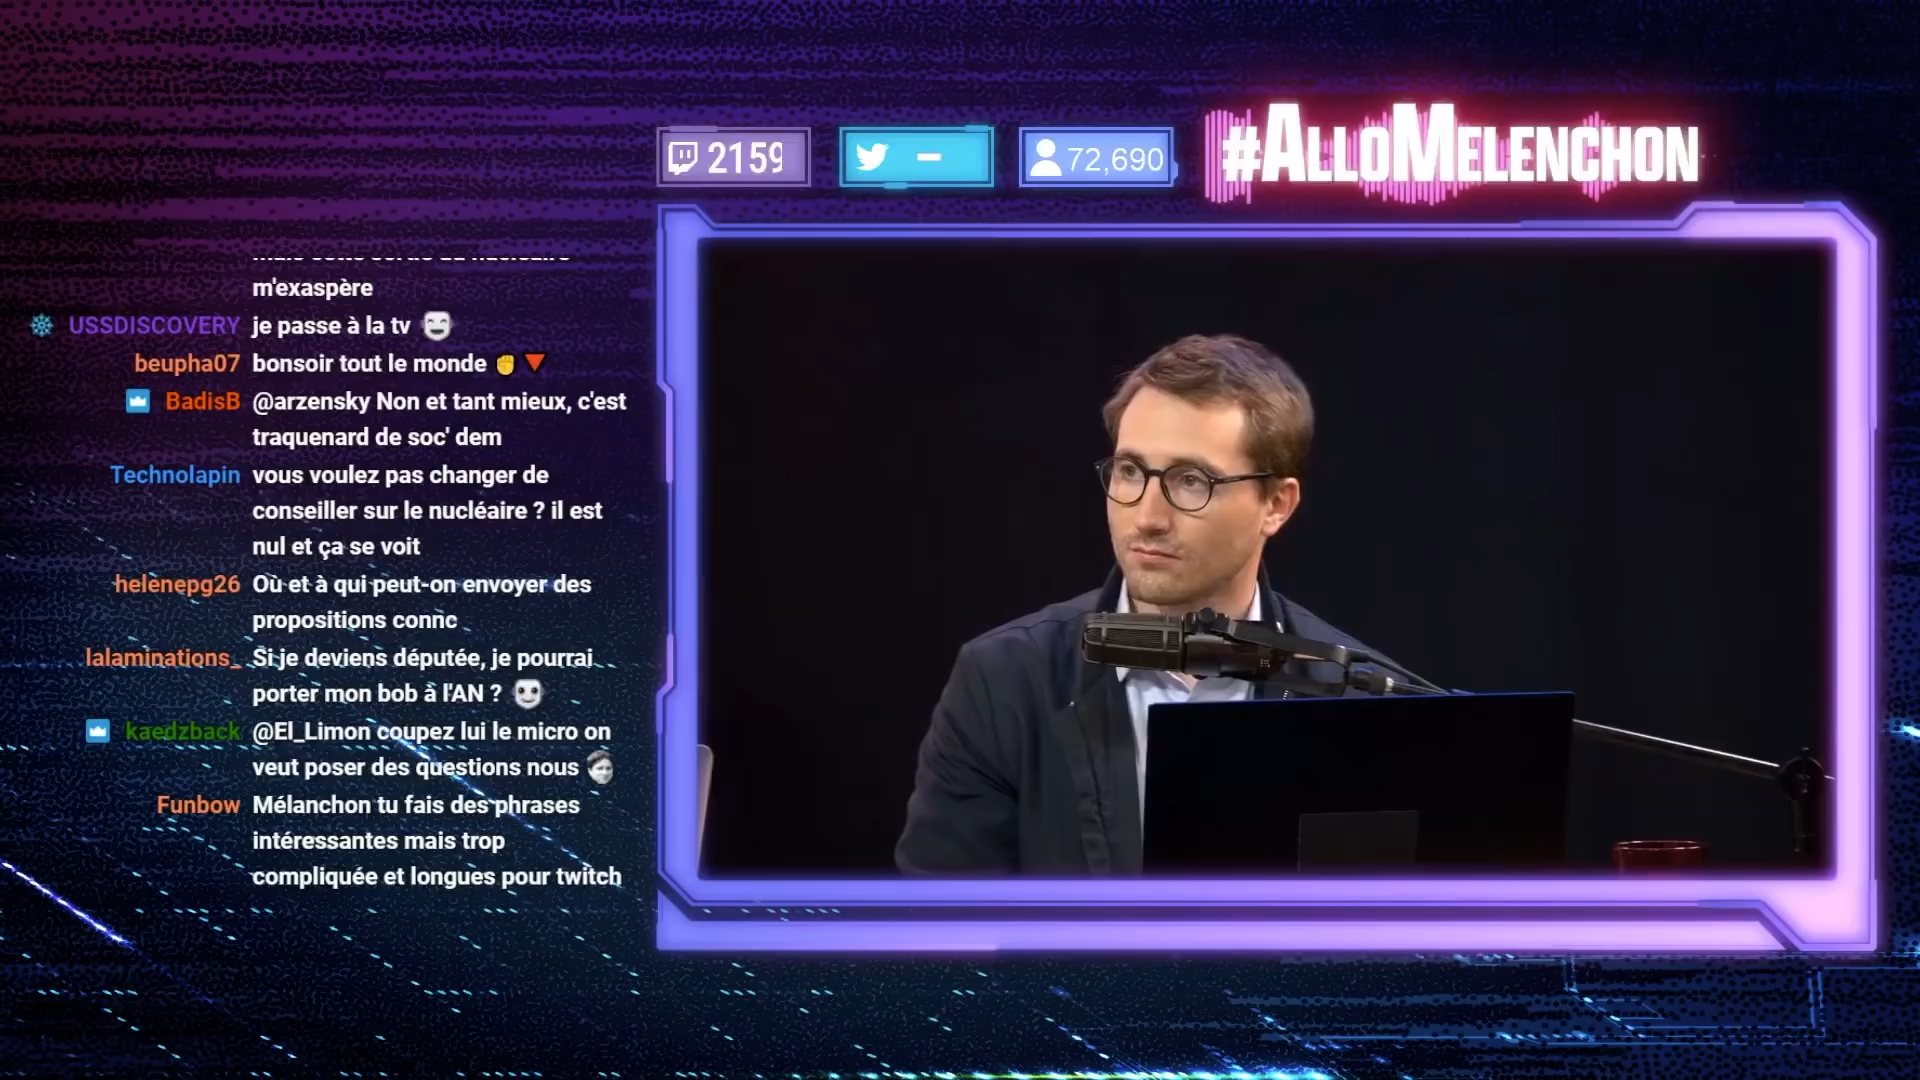 2159
72,690
#ALLOMELENCHON
m'exaspère
USSDISCOVERY je passe à la tv
beupha07 bonsoir tout le monde
BadisB @arzensky Non et tant mieux, c'est
traquenard de soc' dem
Technolapin vous voulez pas changer de
conseiller sur le nucléaire ? il est
nul et ça se voit
helenepg26 Où et à qui peut-on envoyer des
propositions connc
lalaminations_ Si je deviens députée, je pourrai
porter mon bob à l'AN ?
kaedzback @El_Limon coupez lui le micro on
veut poser des questions nous
Funbow Mélanchon tu fais des phrases
intéressantes mais trop
compliquée et longues pour twitch